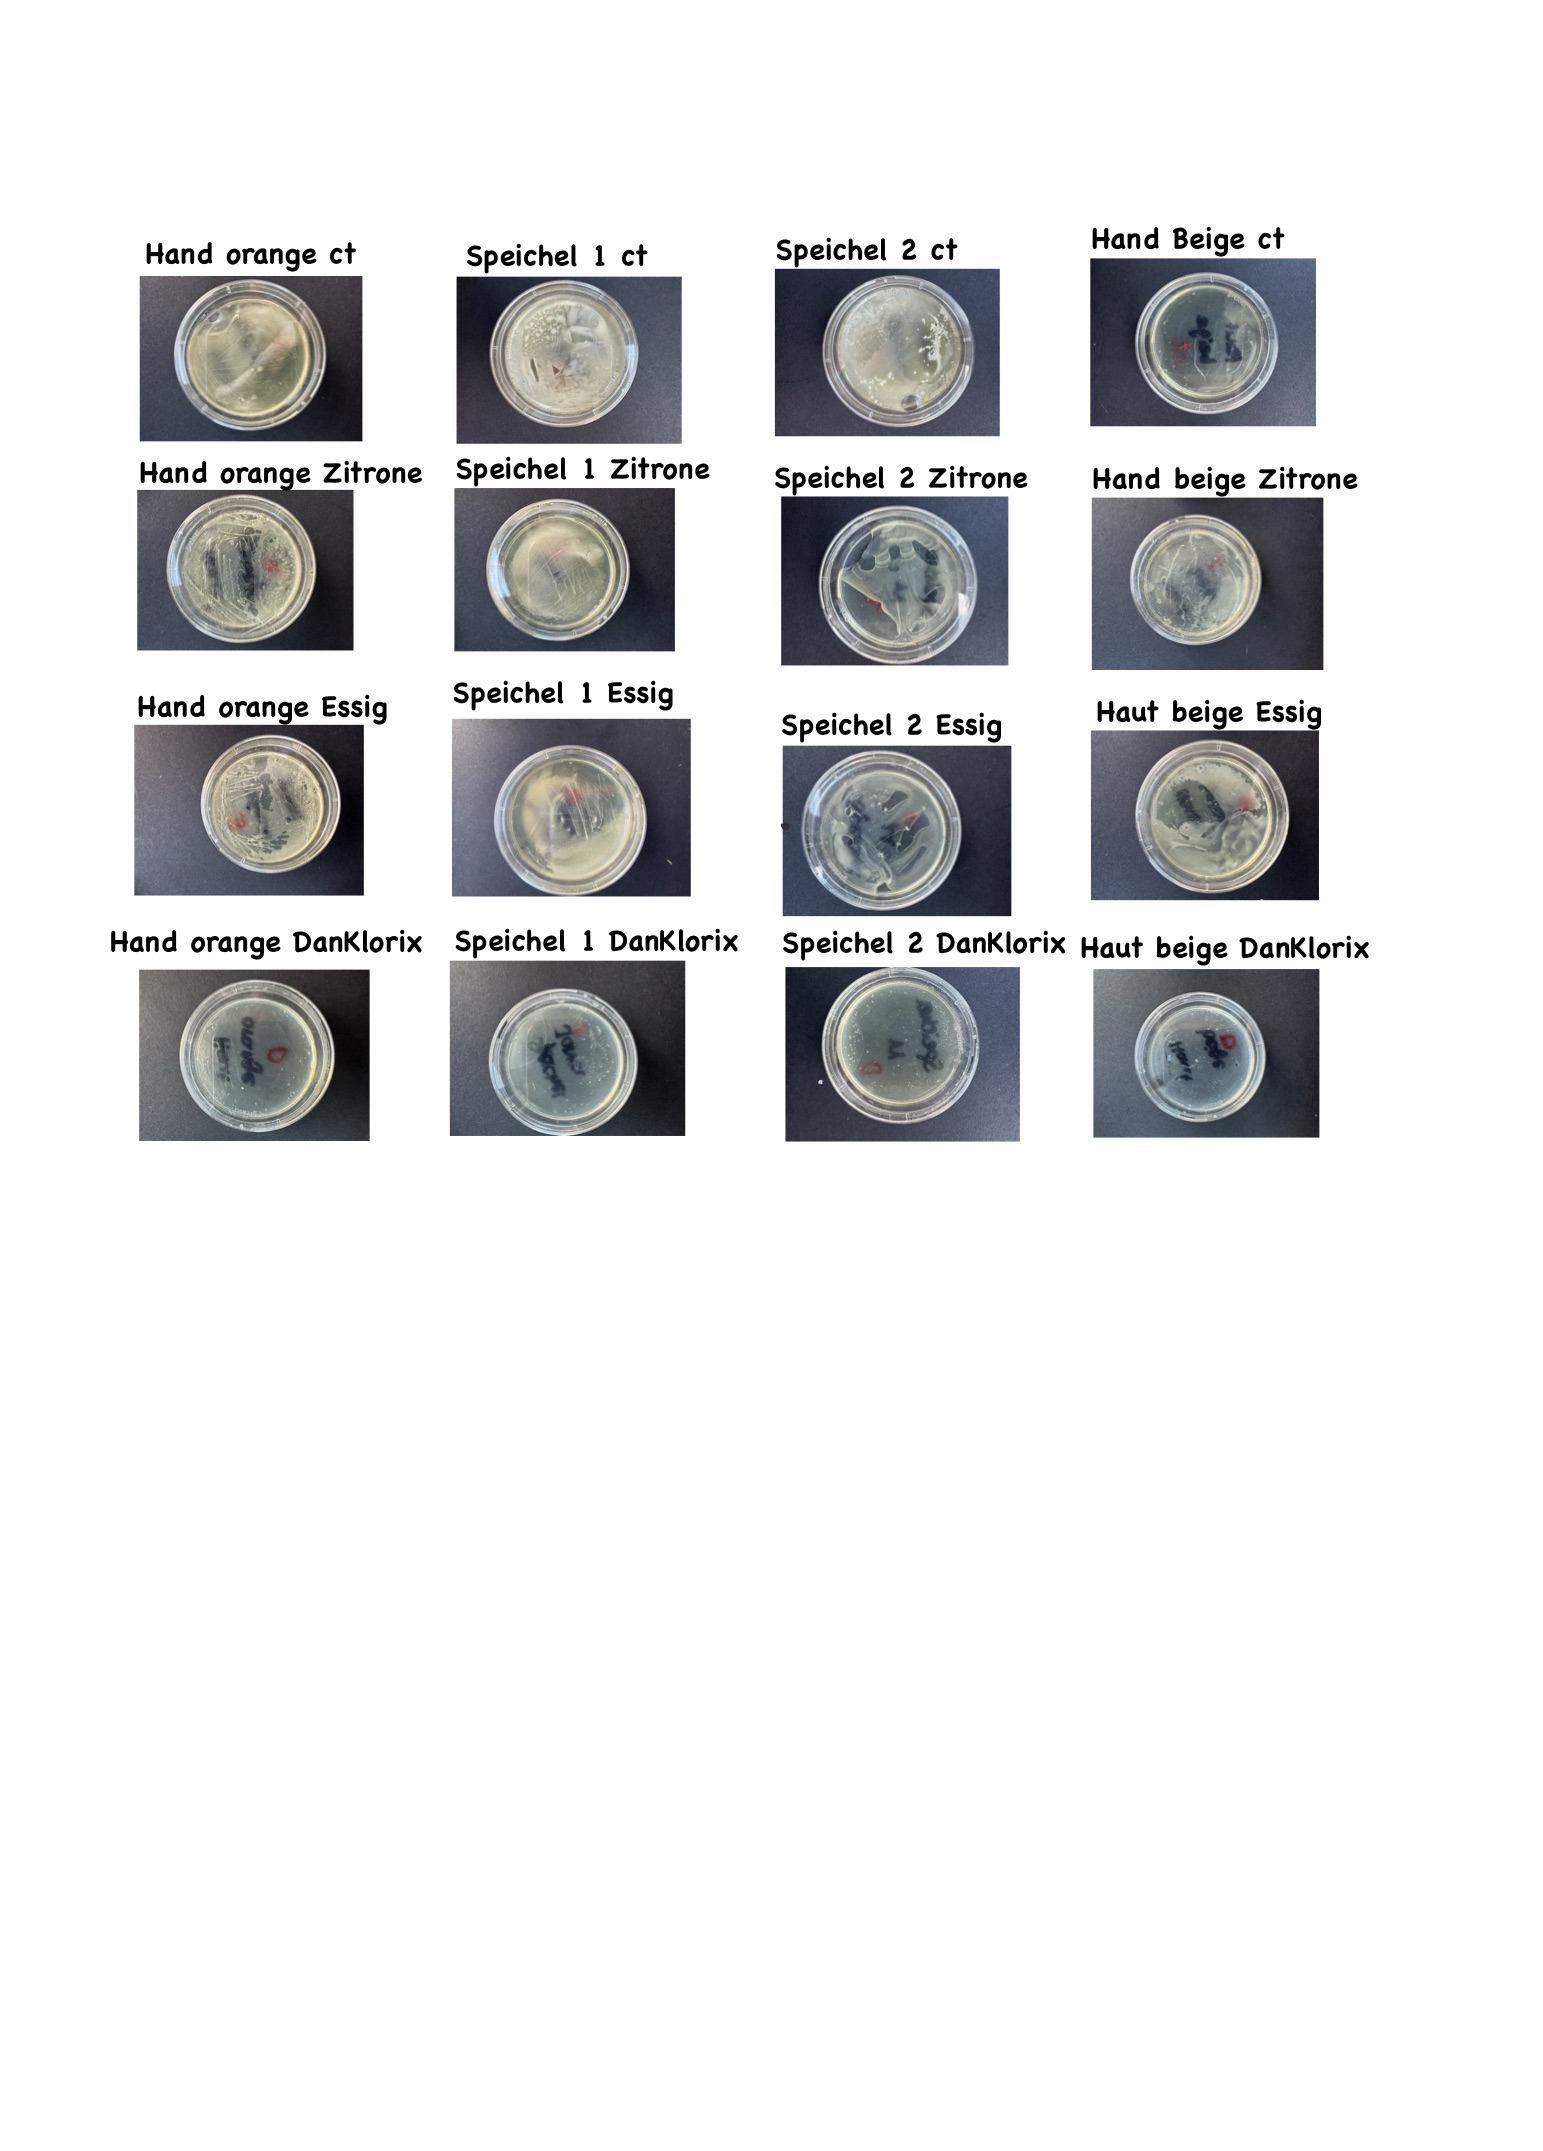 Hand orange ct
Speichel 1 ct
Speichel 2 ct
Hand Beige ct
Hand orange Zitrone
Speichel 1 Zitrone
Speichel 2 Zitrone
Hand beige Zitrone
Hand orange Essig
Speichel 1 Essig
Speichel 2 Essig
Haut beige Essig
Hand orange DanKlorix
Speichel 1 DanKlorix
Speichel 2 DanKlorix
Haut beige DanKlorix